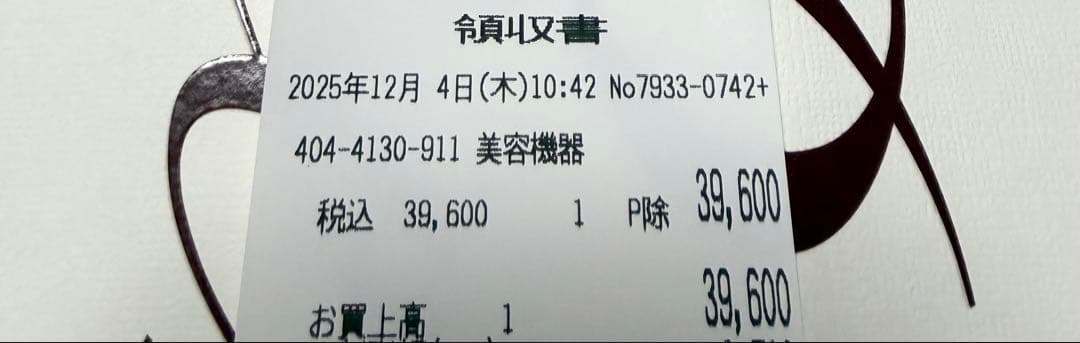 領収書
2025年12月 4日(木)10:42 No7933-0742+
404-4130-911 美容機器
税込 39,600 1 P除 39,600
お買上高 1 39,600